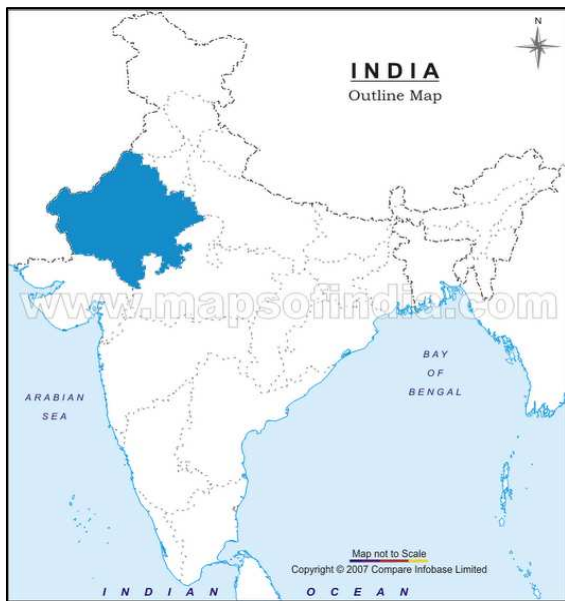 N
INDIA
Outline Map
www.mapsofindia.com
BAY
OF
BENGAL
ARABIAN
SEA
Map not to Scale
Copyright © 2007 Compare Infobase Limited
INDIAN OCEAN